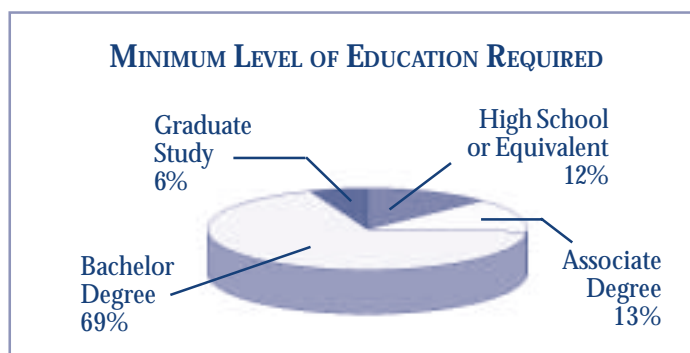 MINIMUM LEVEL OF EDUCATION REQUIRED
Graduate
Study
6%
High School
or Equivalent
12%
Bachelor
Degree
69%
Associate
Degree
13%